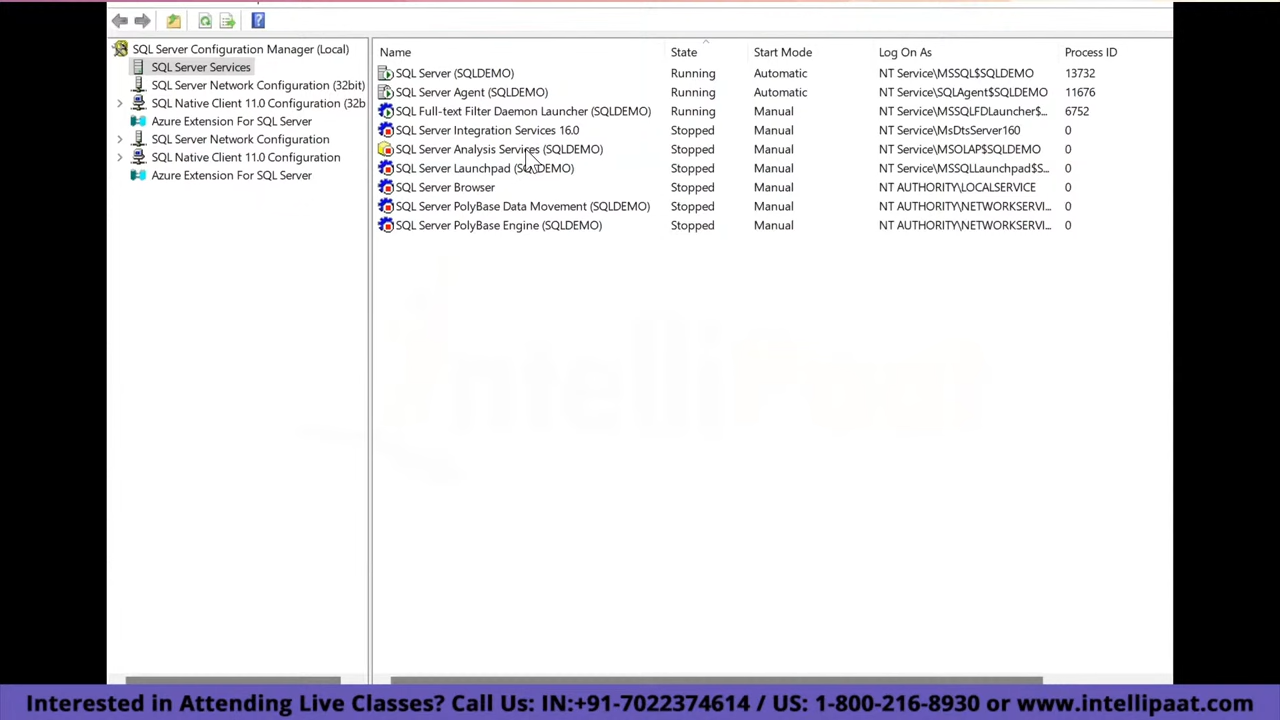 SQL Server Configuration Manager (Local)
SQL Server Services
SQL Server Network Configuration (32bit)
SQL Native Client 11.0 Configuration (32b
Azure Extension For SQL Server
SQL Server Network Configuration
SQL Native Client 11.0 Configuration
Azure Extension For SQL Server
Name State Start Mode Log On As Process ID
SQL Server (SQLDEMO) Running Automatic NT Service\MSSQL$SQLDEMO 13732
SQL Server Agent (SQLDEMO) Running Automatic NT Service\SQLAgent$SQLDEMO 11676
SQL Full-text Filter Daemon Launcher (SQLDEMO) Running Manual NT Service\MSSQLFDLauncher$... 6752
SQL Server Integration Services 16.0 Stopped Manual NT Service\MsDtsServer160 0
SQL Server Analysis Services (SQLDEMO) Stopped Manual NT Service\MSOLAP$SQLDEMO 0
SQL Server Launchpad (SQLDEMO) Stopped Manual NT Service\MSSQLLaunchpad$S... 0
SQL Server Browser Stopped Manual NT AUTHORITY\LOCALSERVICE 0
SQL Server PolyBase Data Movement (SQLDEMO) Stopped Manual NT AUTHORITY\NETWORKSERVI... 0
SQL Server PolyBase Engine (SQLDEMO) Stopped Manual NT AUTHORITY\NETWORKSERVI... 0
IntelliPaat
Interested in Attending Live Classes? Call Us: IN:+91-7022374614 / US: 1-800-216-8930 or www.intellipaat.com